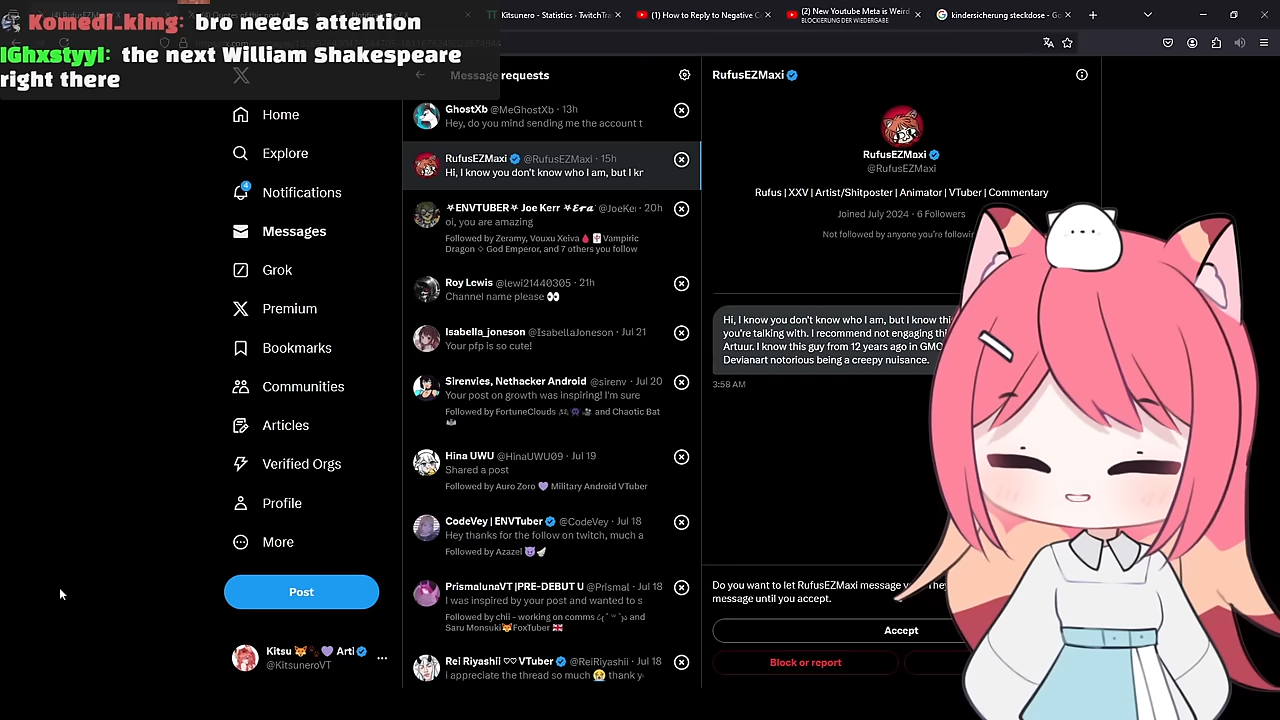 Komedi_kimg: bro needs attention
IGhxstyyI: the next William Shakespeare
right there
Kitsunero - Statistics - TwitchTra
(1) How to Reply to Negative
(2) New Youtube Meta is Weird
BLOCKIERUNG DER WIEDERGABE
kindersicherung steckdose - Go
Message requests
Home
Explore
4
Notifications
Messages
Grok
Premium
Bookmarks
Communities
Articles
Verified Orgs
Profile
More
Post
Kitsu Arti
@KitsuneroVT
GhostXb @MeGhostXb · 13h
Hey, do you mind sending me the account t
RufusEZMaxi @RufusEZMaxi · 15h
Hi, I know you don't know who I am, but I kr
ENVTUBER Joe Kerr Era @JoeKer · 20h
oi, you are amazing
Followed by Zeramy, Vouxu Xeiva Vampiric
Dragon ✧ God Emperor, and 7 others you follow
Roy Lewis @lewi21440305 · 21h
Channel name please 👀
Isabella_joneson @IsabellaJoneson · Jul 21
Your pfp is so cute!
Sirenvies, Nethacker Android @sirenv · Jul 20
Your post on growth was inspiring! I'm sure
Followed by FortuneClouds and Chaotic Bat
Hina UWU @HinaUWU09 · Jul 19
Shared a post
Followed by Auro Zoro 💜 Military Android VTuber
CodeVey | ENVTuber @CodeVey · Jul 18
Hey thanks for the follow on twitch, much a
Followed by Azazel
PrismalunaVT |PRE-DEBUT U @Prismal · Jul 18
I was inspired by your post and wanted to s
Followed by chii - working on comms and
Saru Monsuki🦊FoxTuber 🇬🇧
Rei Riyashii ♡♡ VTuber @ReiRiyashii · Jul 18
i appreciate the thread so much 😭 thank y
RufusEZMaxi
RufusEZMaxi
@RufusEZMaxi
Rufus | XXV | Artist/Shitposter | Animator | VTuber | Commentary
Joined July 2024 · 6 Followers
Not followed by anyone you're followin
Hi, I know you don't know who I am, but I know thi
you're talking with. I recommend not engaging thi
Artuur. I know this guy from 12 years ago in GMO
Devianart notorious being a creepy nuisance.
3:58 AM
Do you want to let RufusEZMaxi message y They
message until you accept.
Accept
Block or report